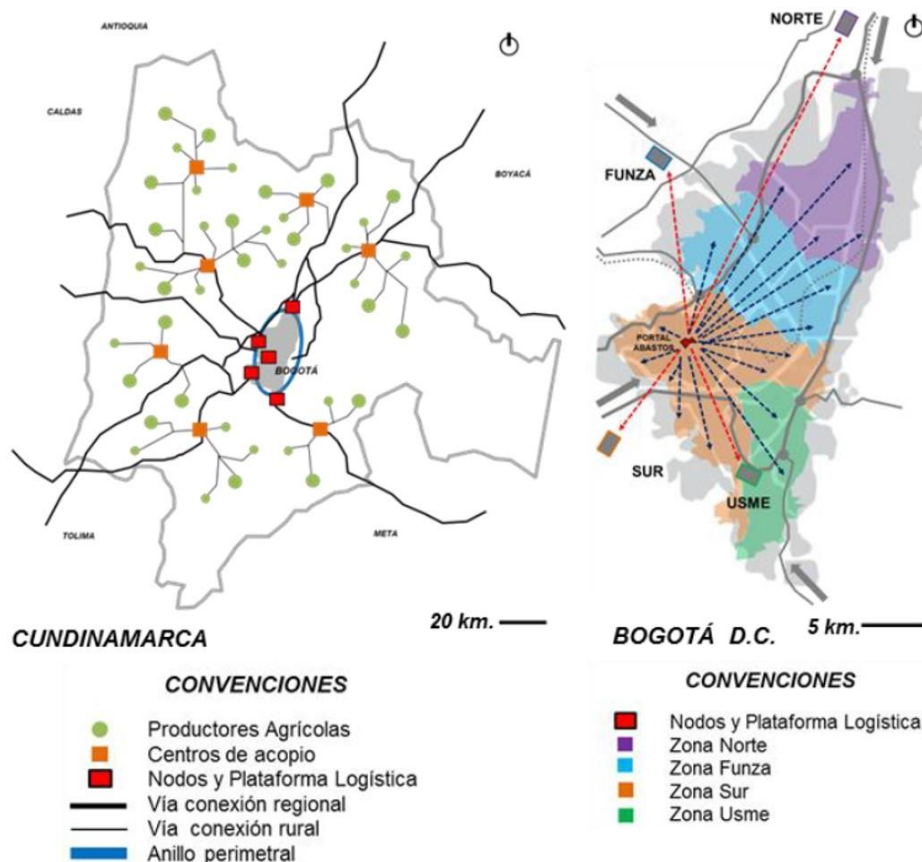 ANTIOQUIA
CALDAS
BOYACÁ
BOGOTÁ
TOLIMA
META
CUNDINAMARCA
20 km.
CONVENCIONES
Productores Agrícolas
Centros de acopio
Nodos y Plataforma Logística
Vía conexión regional
Vía conexión rural
Anillo perimetral
NORTE
FUNZA
PORTAL
ABASTOS
SUR
USME
BOGOTÁ D.C.
5 km.
CONVENCIONES
Nodos y Plataforma Logística
Zona Norte
Zona Funza
Zona Sur
Zona Usme